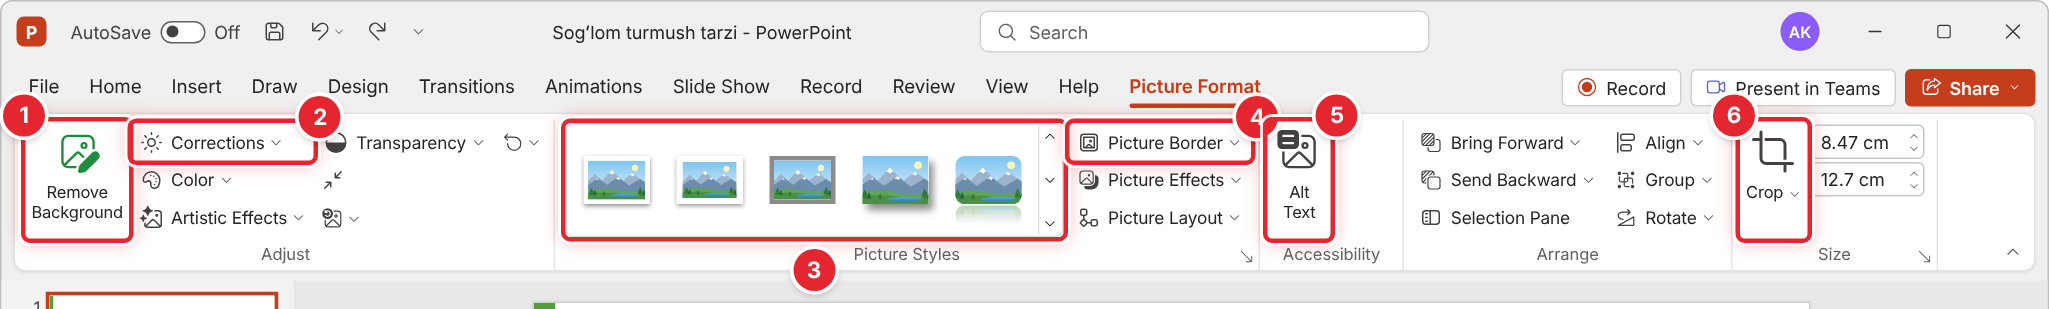 P AutoSave Off Sogʻlom turmush tarzi - PowerPoint Search AK
File Home Insert Draw Design Transitions Animations Slide Show Record Review View Help Picture Format Record Present in Teams Share
1 2 4 5 6
Corrections Transparency Picture Border Bring Forward Align 8.47 cm
Color Picture Effects Send Backward Group 12.7 cm
Remove Background Alt Text Crop
Artistic Effects Picture Layout Selection Pane Rotate
Adjust Picture Styles Accessibility Arrange Size
3
1